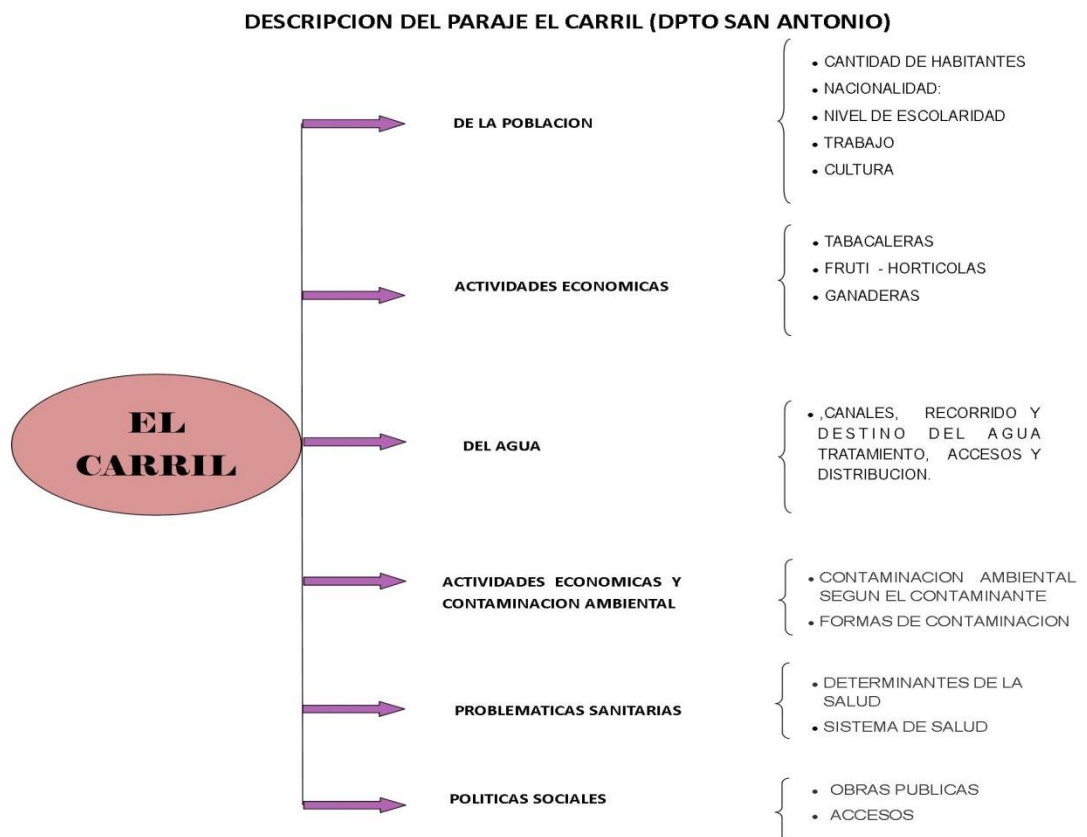 DESCRIPCION DEL PARAJE EL CARRIL (DPTO SAN ANTONIO)
EL
CARRIL
DE LA POBLACION
• CANTIDAD DE HABITANTES
• NACIONALIDAD:
• NIVEL DE ESCOLARIDAD
• TRABAJO
• CULTURA
ACTIVIDADES ECONOMICAS
• TABACALERAS
• FRUTI - HORTICOLAS
• GANADERAS
DEL AGUA
• ,CANALES, RECORRIDO Y
DESTINO DEL AGUA
TRATAMIENTO, ACCESOS Y
DISTRIBUCION.
ACTIVIDADES ECONOMICAS Y
CONTAMINACION AMBIENTAL
• CONTAMINACION AMBIENTAL
SEGUN EL CONTAMINANTE
• FORMAS DE CONTAMINACION
PROBLEMATICAS SANITARIAS
• DETERMINANTES DE LA
SALUD
• SISTEMA DE SALUD
POLITICAS SOCIALES
• OBRAS PUBLICAS
• ACCESOS